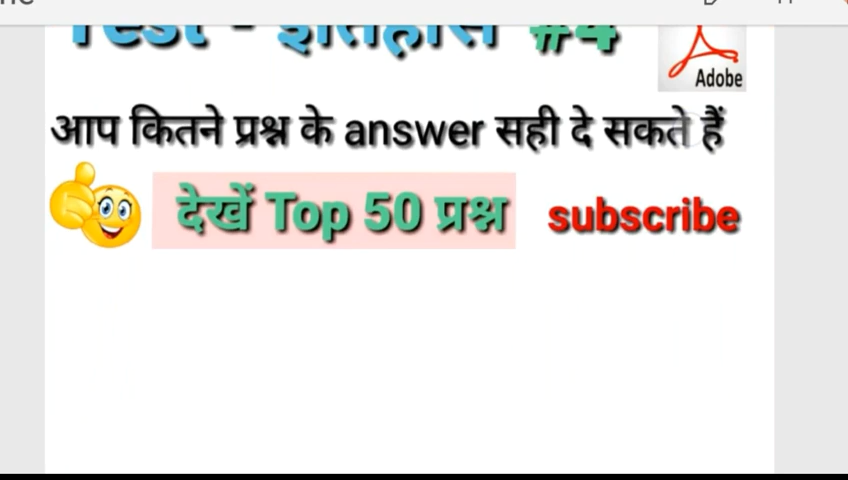 Test - इतिहास #4
Adobe
आप कितने प्रश्न के answer सही दे सकते हैं
देखें Top 50 प्रश्न subscribe